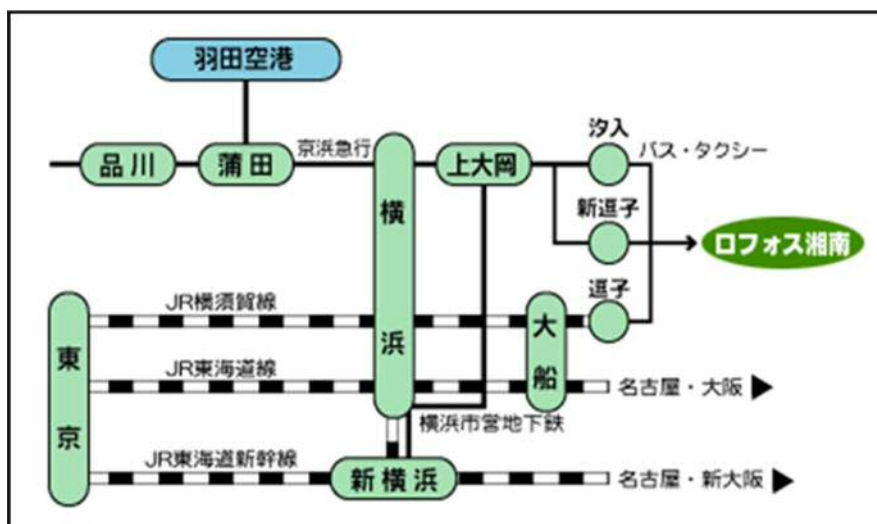 羽田空港
汐入
京浜急行
バス・タクシー
品川
蒲田
上大岡
横浜
新逗子
ロフォス湘南
逗子
JR横須賀線
東京
大船
JR東海道線
名古屋・大阪
横浜市営地下鉄
JR東海道新幹線
新横浜
名古屋・新大阪